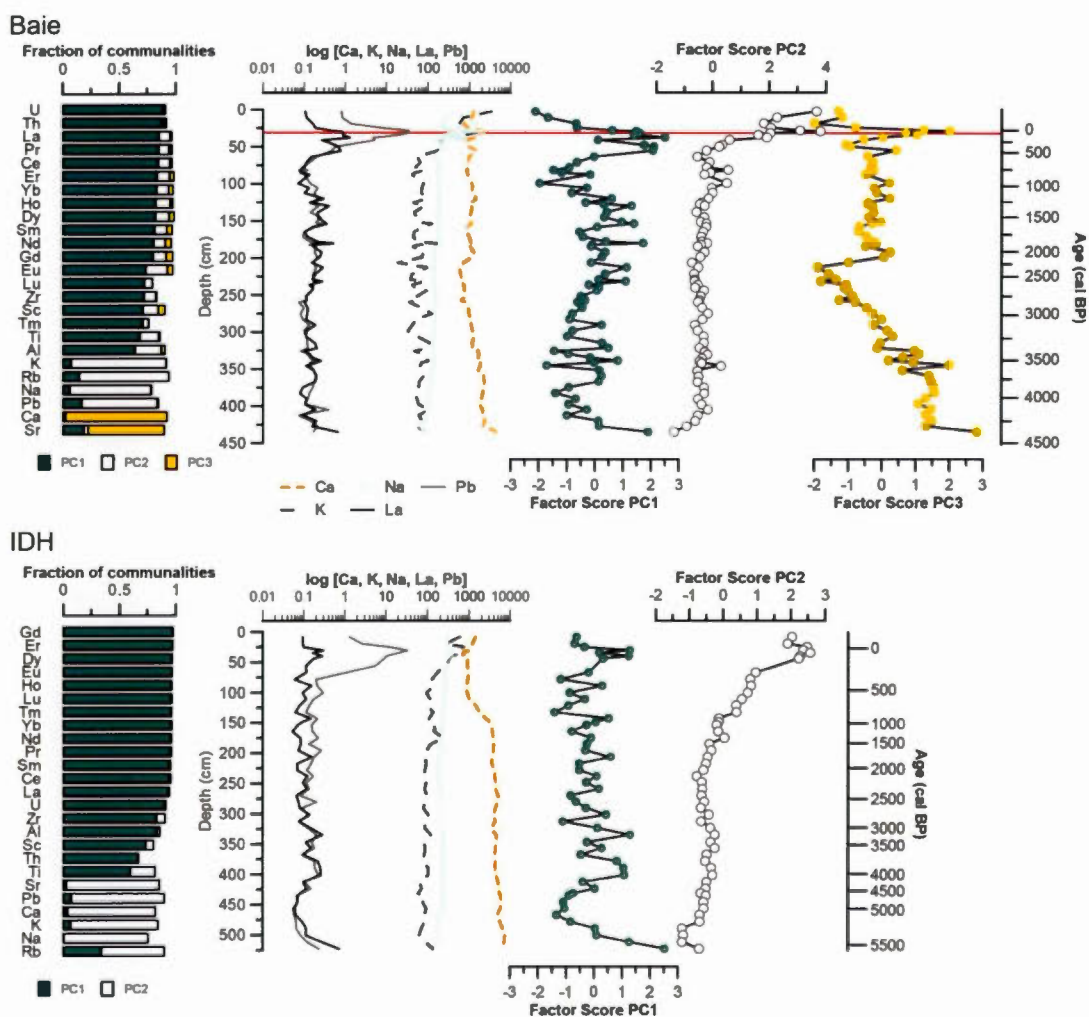 Baie
Fraction of communalities
0 0.5 1
log [Ca, K, Na, La, Pb]
0.01 0.1 1 10 100 1000 10000
Factor Score PC2
-2 0 2 4
U
Th
La
Pr
Ce
Er
Yb
Ho
Dy
Sm
Nd
Gd
Eu
Lu
Zr
Sc
Tm
Ti
Al
K
Rb
Na
Pb
Ca
Sr
PC1 PC2 PC3
Depth (cm)
0
50
100
150
200
250
300
350
400
450
Ca Na Pb
K La
-3 -2 -1 0 1 2 3
Factor Score PC1
-2 -1 0 1 2 3
Factor Score PC3
Age (cal BP)
0
500
1000
1500
2000
2500
3000
3500
4000
4500
IDH
Fraction of communalities
0 0.5 1
log [Ca, K, Na, La, Pb]
0.01 0.1 1 10 100 1000 10000
Factor Score PC2
-2 -1 0 1 2 3
Gd
Er
Dy
Eu
Ho
Lu
Tm
Yb
Nd
Pr
Sm
Ce
La
U
Zr
Al
Sc
Th
Ti
Sr
Pb
Ca
K
Na
Rb
PC1 PC2
Depth (cm)
0
50
100
150
200
250
300
350
400
450
500
-3 -2 -1 0 1 2 3
Factor Score PC1
Age (cal BP)
0
500
1000
1500
2000
2500
3000
3500
4000
4500
5000
5500